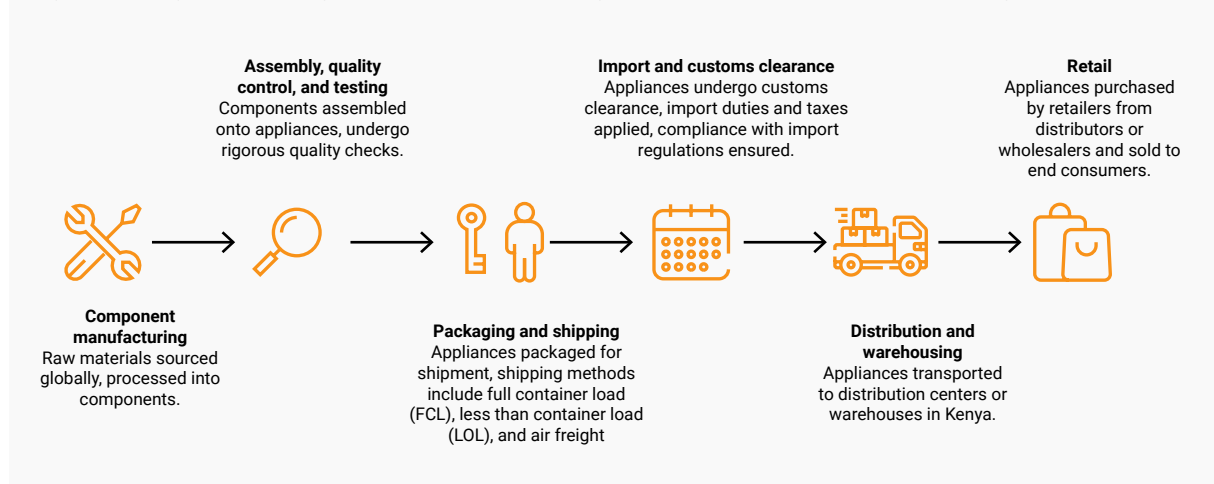 Component
manufacturing
Raw materials sourced
globally, processed into
components.
Assembly, quality
control, and testing
Components assembled
onto appliances, undergo
rigorous quality checks.
Packaging and shipping
Appliances packaged for
shipment, shipping methods
include full container load
(FCL), less than container load
(LOL), and air freight
Import and customs clearance
Appliances undergo customs
clearance, import duties and taxes
applied, compliance with import
regulations ensured.
Distribution and
warehousing
Appliances transported
to distribution centers or
warehouses in Kenya.
Retail
Appliances purchased
by retailers from
distributors or
wholesalers and sold to
end consumers.